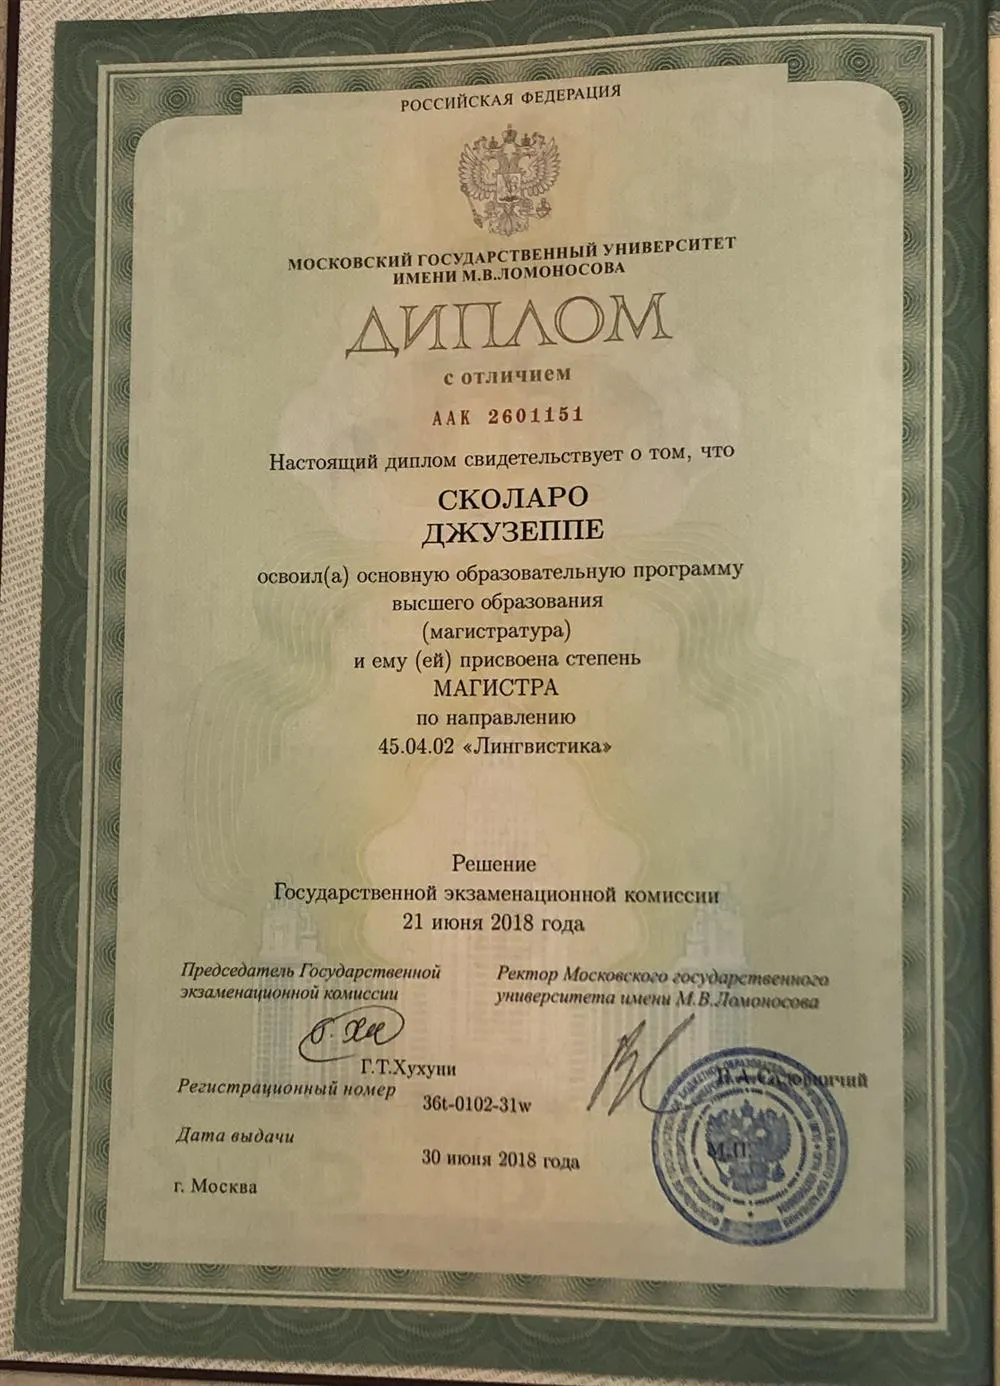 РОССИЙСКАЯ ФЕДЕРАЦИЯ
МОСКОВСКИЙ ГОСУДАРСТВЕННЫЙ УНИВЕРСИТЕТ
ИМЕНИ М.В.ЛОМОНОСОВА
ДИПЛОМ
с отличием
ААК 2601151
Настоящий диплом свидетельствует о том, что
СКОЛАРО
ДЖУЗЕППЕ
освоил(а) основную образовательную программу
высшего образования
(магистратура)
и ему (ей) присвоена степень
МАГИСТРА
по направлению
45.04.02 «Лингвистика»
Решение
Государственной экзаменационной комиссии
21 июня 2018 года
Председатель Государственной
экзаменационной комиссии
Г.Т.Хухуни
Ректор Московского государственного
университета имени М.В.Ломоносова
В.А.Садовничий
М.П.
Регистрационный номер
36t-0102-31w
Дата выдачи
30 июня 2018 года
г. Москва